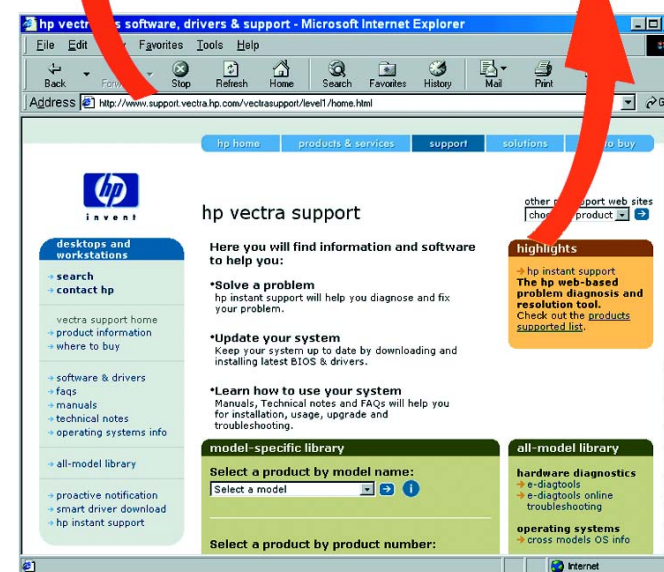 hp vectra software, drivers & support - Microsoft Internet Explorer
File Edit Favorites Tools Help
Back Stop Refresh Home Search Favorites History Mail Print
Address http://www.support.vectra.hp.com/vectrasupport/level1/home.html
hp home products & services support solutions to buy
hp
invent
hp vectra support
other support web sites
product
desktops and
workstations
search
contact hp
vectra support home
product information
where to buy
software & drivers
faqs
manuals
technical notes
operating systems info
all-model library
proactive notification
smart driver download
hp instant support
Here you will find information and software
to help you:
•Solve a problem
hp instant support will help you diagnose and fix
your problem.
•Update your system
Keep your system up to date by downloading and
installing latest BIOS & drivers.
•Learn how to use your system
Manuals, Technical notes and FAQs will help you
for installation, usage, upgrade and
troubleshooting.
highlights
hp instant support
The hp web-based
problem diagnosis and
resolution tool.
Check out the products
supported list.
model-specific library
Select a product by model name:
Select a model
Select a product by product number:
all-model library
hardware diagnostics
e-diagtools
e-diagtools online
troubleshooting
operating systems
cross models OS info
Internet